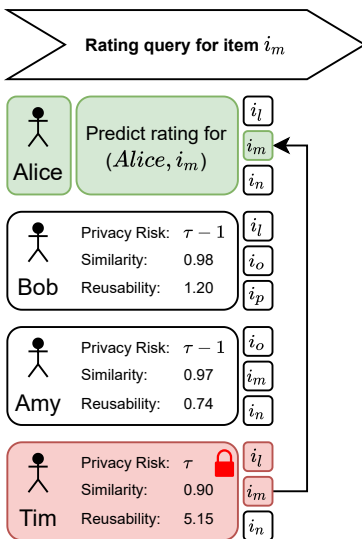 Rating query for item i_m
Alice
Predict rating for
(Alice, i_m)
i_l
i_m
i_n
Bob
Privacy Risk: τ − 1
Similarity: 0.98
Reusability: 1.20
i_l
i_o
i_p
Amy
Privacy Risk: τ − 1
Similarity: 0.97
Reusability: 0.74
i_o
i_m
i_n
Tim
Privacy Risk: τ
Similarity: 0.90
Reusability: 5.15
i_l
i_m
i_n